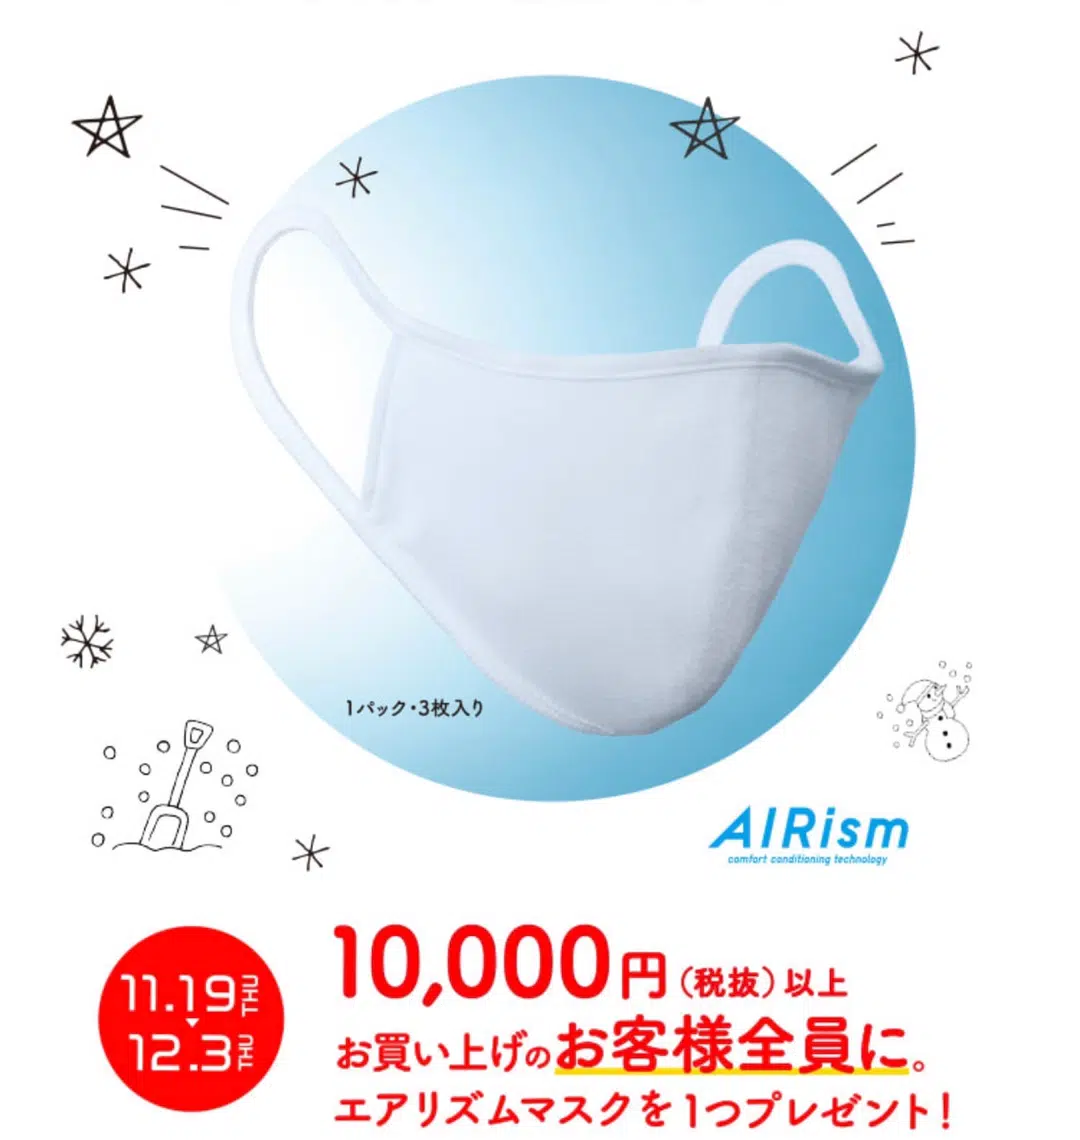 1パック・3枚入り
AIRism
comfort conditioning technology
11.19 THU
12.3 THU
10,000円（税抜）以上
お買い上げのお客様全員に。
エアリズムマスクを1つプレゼント！